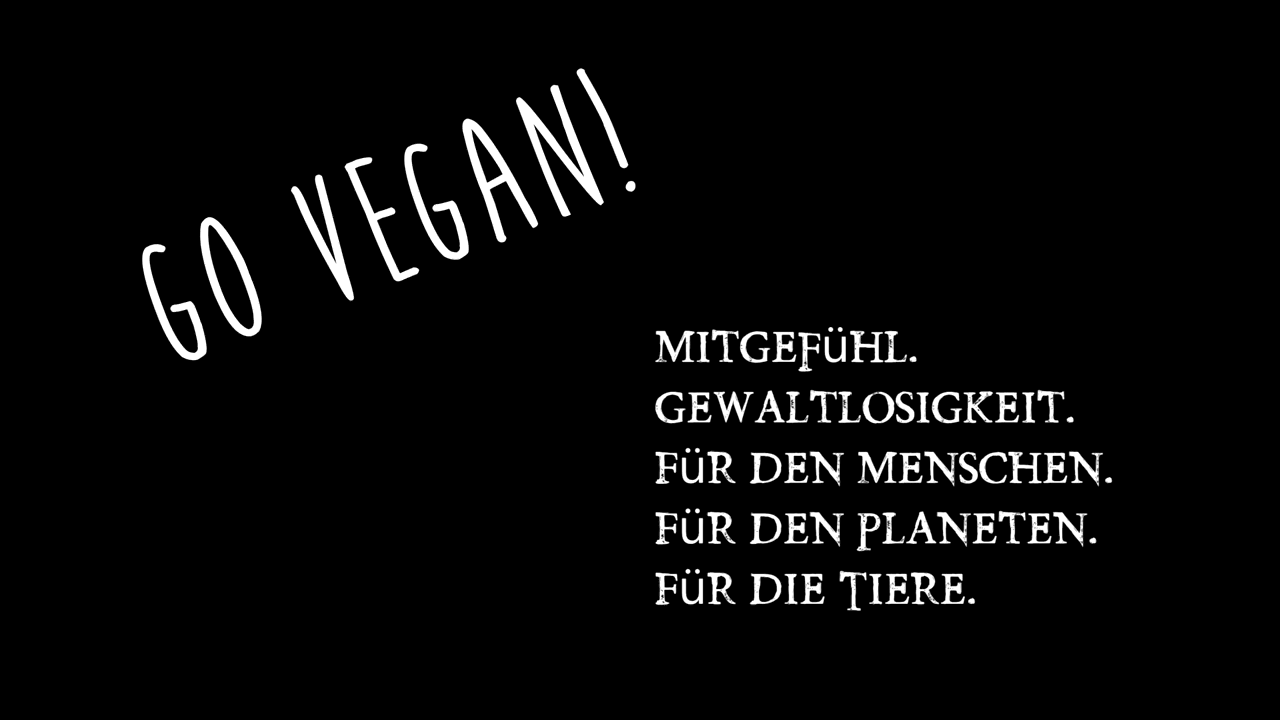 GO VEGAN!
MITGEFÜHL.
GEWALTLOSIGKEIT.
FÜR DEN MENSCHEN.
FÜR DEN PLANETEN.
FÜR DIE TIERE.